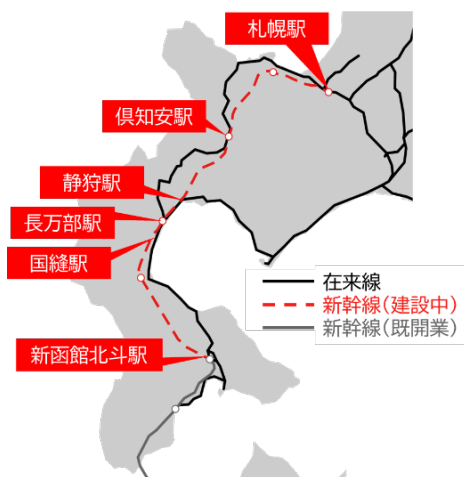 札幌駅
倶知安駅
静狩駅
長万部駅
国縫駅
新函館北斗駅
在来線
新幹線(建設中)
新幹線(既開業)